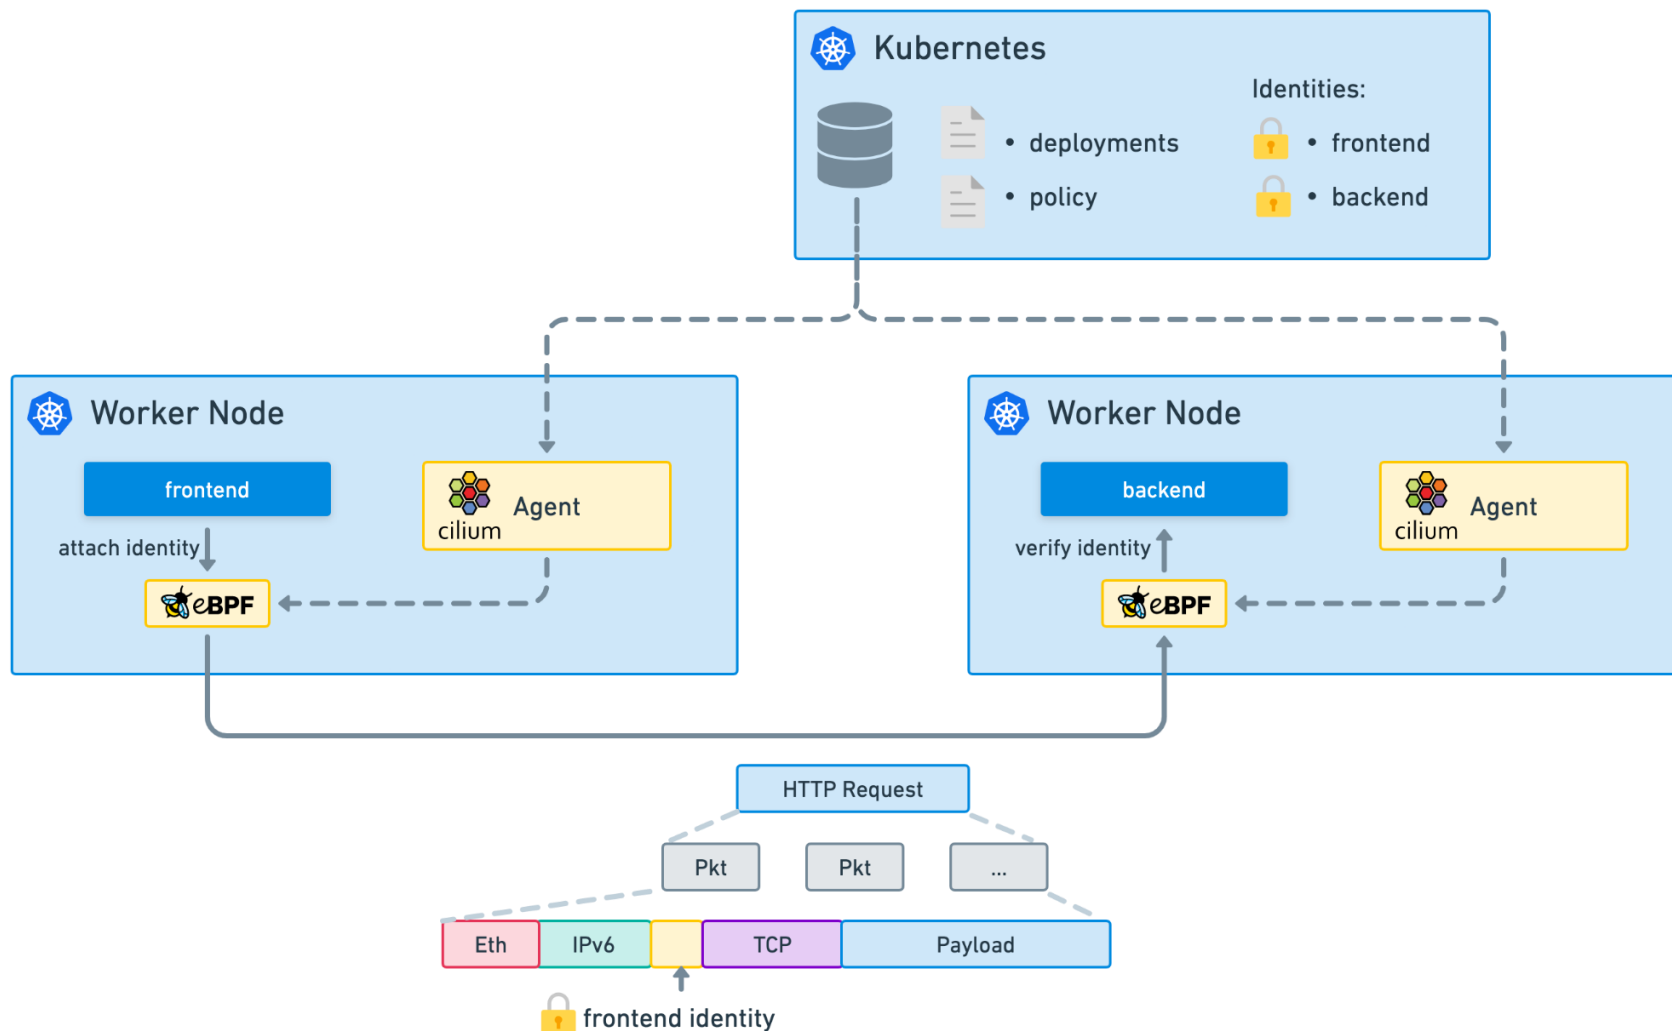 Kubernetes
Identities:
• deployments
• frontend
• policy
• backend
Worker Node
frontend
cilium
Agent
attach identity
eBPF
Worker Node
backend
cilium
Agent
verify identity
eBPF
HTTP Request
Pkt
Pkt
...
Eth
IPv6
TCP
Payload
frontend identity